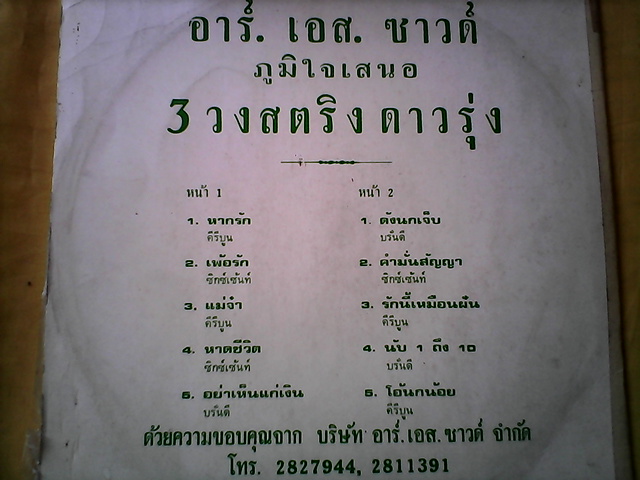 อาร์. เอส. ซาวด์
ภูมิใจเสนอ
3 วงสตริง ดาวรุ่ง
หน้า 1
1. หากรัก
คีรีบูน
2. เพ้อรัก
ซิกซ์เซ้นท์
3. แม่จ๋า
คีรีบูน
4. หาดชีวิต
ซิกซ์เซ้นท์
5. อย่าเห็นแก่เงิน
บรั่นดี
หน้า 2
1. ดังนกเจ็บ
บรั่นดี
2. คำมั่นสัญญา
ซิกซ์เซ้นท์
3. รักนี้เหมือนฝัน
คีรีบูน
4. นับ 1 ถึง 10
บรั่นดี
5. โอ้นกน้อย
คีรีบูน
ด้วยความขอบคุณจาก บริษัท อาร์.เอส.ซาวด์ จำกัด
โทร. 2827944, 2811391